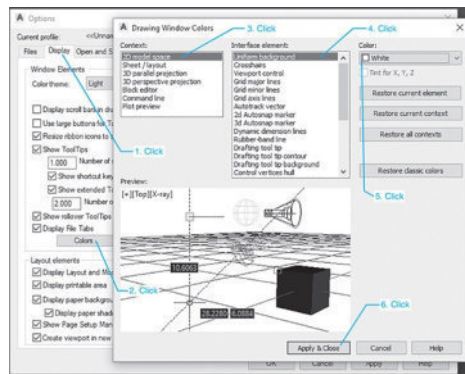 Options
Current profile:
<<Unnan
Files
Display
Open and S
Window Elements
Color theme: Light
Display scroll bars in dra
Use large buttons for T
Resize ribbon icons to s
Show ToolTips
1.000 Number of
Show shortcut key
Show extended T
2.000 Number o
Show rollover ToolTips
Display File Tabs
Colors
Layout elements
Display Layout and Mo
Display printable area
Display paper backgrou
Display paper shado
Show Page Setup Man
Create viewport in new
1. Click
2. Click
Drawing Window Colors
Context:
2D model space
Sheet / layout
3D parallel projection
3D perspective projection
Block editor
Command line
Plot preview
3. Click
Interface element:
Uniform background
Crosshairs
Viewport control
Grid major lines
Grid minor lines
Grid axis lines
Autotrack vector
2d Autosnap marker
3d Autosnap marker
Dynamic dimension lines
Rubber-band line
Drafting tool tip
Drafting tool tip contour
Drafting tool tip background
Control vertices hull
4. Click
Color:
White
Tint for X, Y, Z
Restore current element
Restore current context
Restore all contexts
Restore classic colors
5. Click
Preview:
[+][Top][X-ray]
10.6063
28.2280
6.0884
6. Click
Apply & Close
Cancel
Help
OK
Cancel
Apply
Help